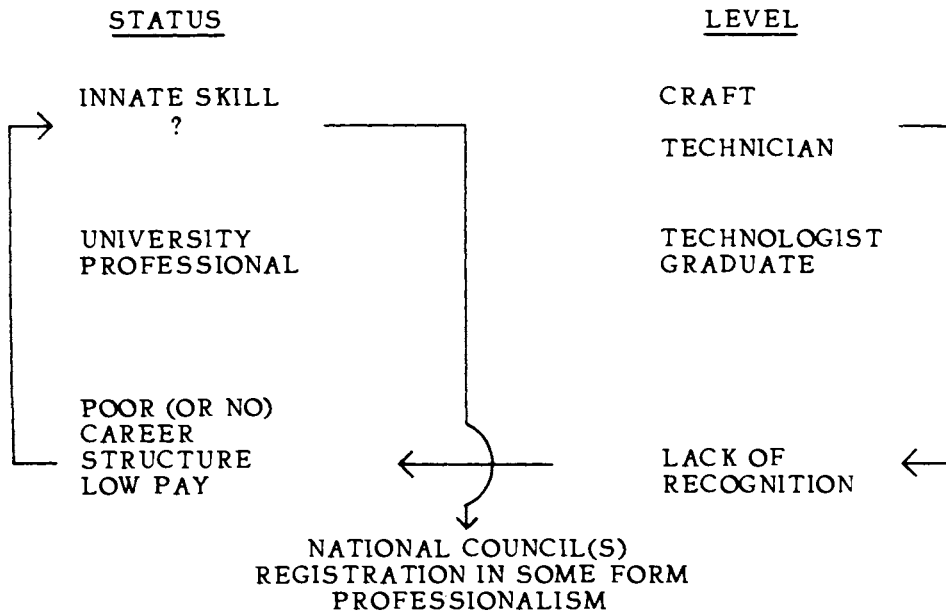 STATUS
LEVEL
INNATE SKILL
?
CRAFT
TECHNICIAN
UNIVERSITY
PROFESSIONAL
TECHNOLOGIST
GRADUATE
POOR (OR NO)
CAREER
STRUCTURE
LOW PAY
LACK OF
RECOGNITION
NATIONAL COUNCIL(S)
REGISTRATION IN SOME FORM
PROFESSIONALISM